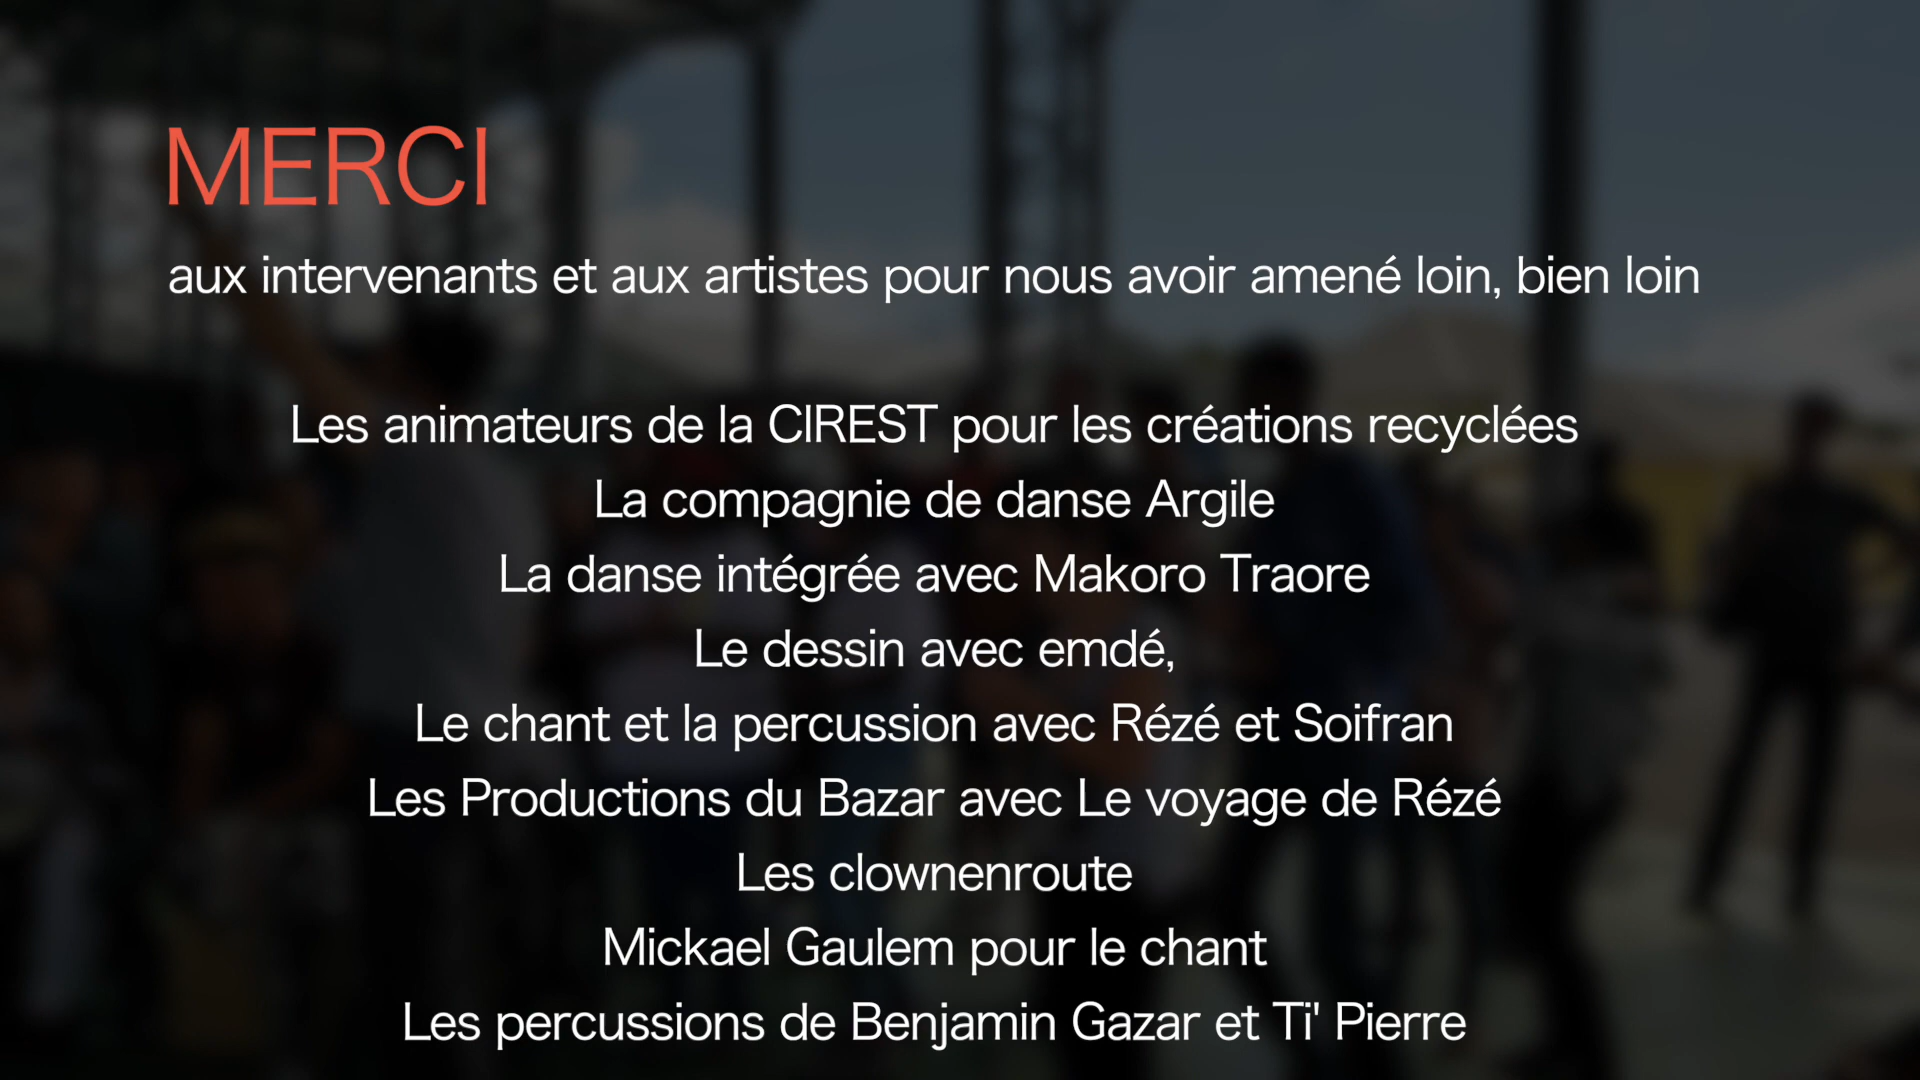 MERCI
aux intervenants et aux artistes pour nous avoir amené loin, bien loin
Les animateurs de la CIREST pour les créations recyclées
La compagnie de danse Argile
La danse intégrée avec Makoro Traore
Le dessin avec emdé,
Le chant et la percussion avec Rézé et Soifran
Les Productions du Bazar avec Le voyage de Rézé
Les clownenroute
Mickael Gaulem pour le chant
Les percussions de Benjamin Gazar et Ti' Pierre